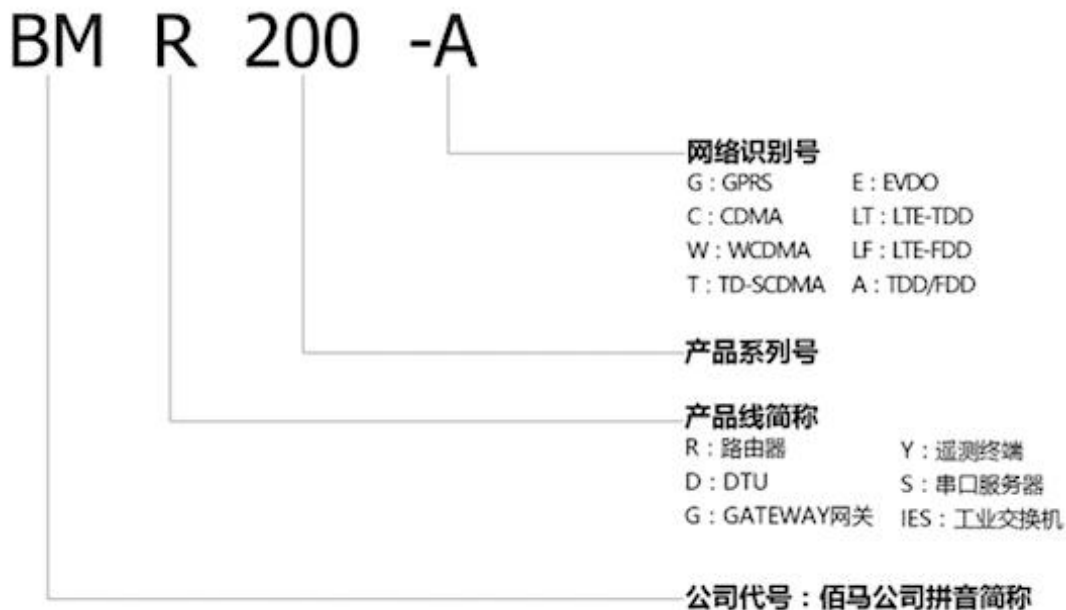 BM R 200 -A
网络识别号
G：GPRS E：EVDO
C：CDMA LT：LTE-TDD
W：WCDMA LF：LTE-FDD
T：TD-SCDMA A：TDD/FDD
产品系列号
产品线简称
R：路由器 Y：遥测终端
D：DTU S：串口服务器
G：GATEWAY网关 IES：工业交换机
公司代号：佰马公司拼音简称